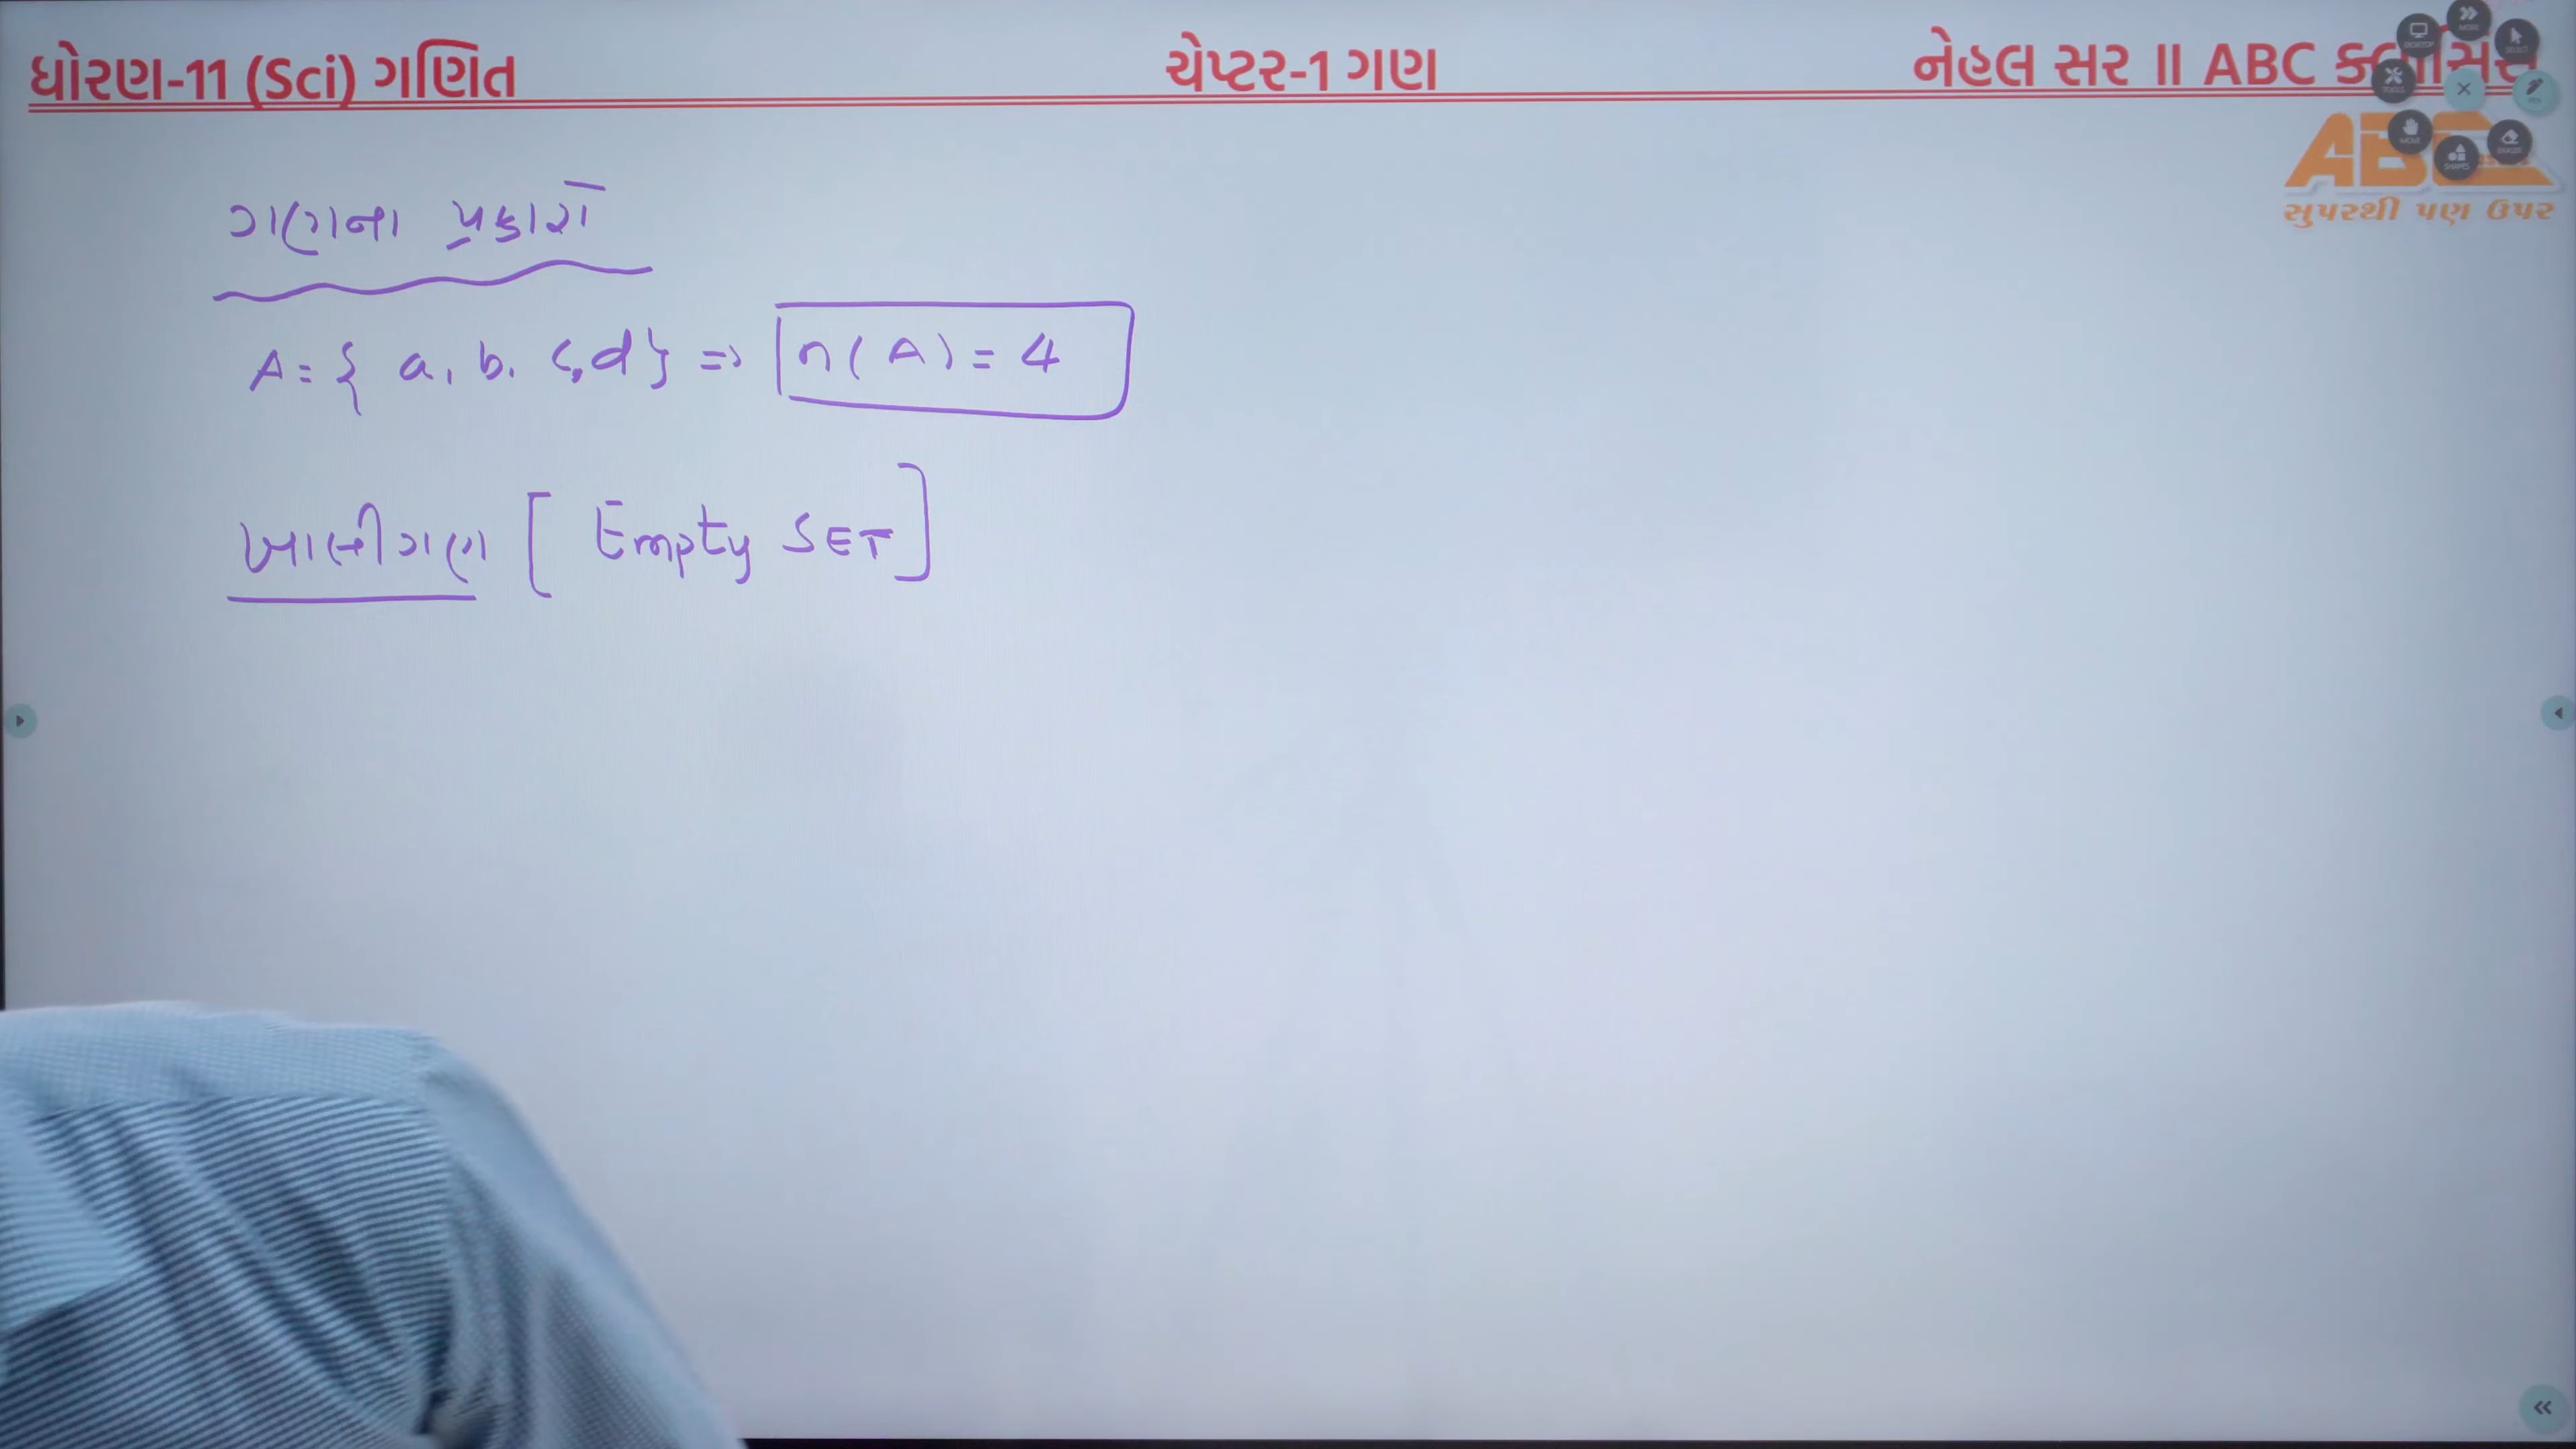 ધોરણ-11 (Sci) ગણિત
ચેપ્ટર-1 ગણ
નેહલ સર ॥ ABC
ABC
સુપરથી પણ ઉપર
ગણના પ્રકારો
A = { a, b, c, d } => n ( A ) = 4
ખાલીગણ [ Empty SET ]